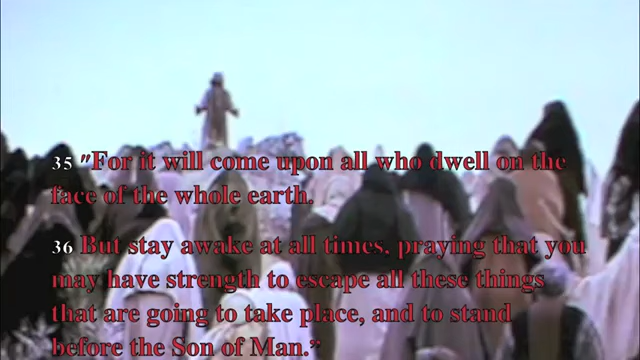 35 "For it will come upon all who dwell on the
face of the whole earth.
36 But stay awake at all times, praying that you
may have strength to escape all these things
that are going to take place, and to stand
before the Son of Man.”